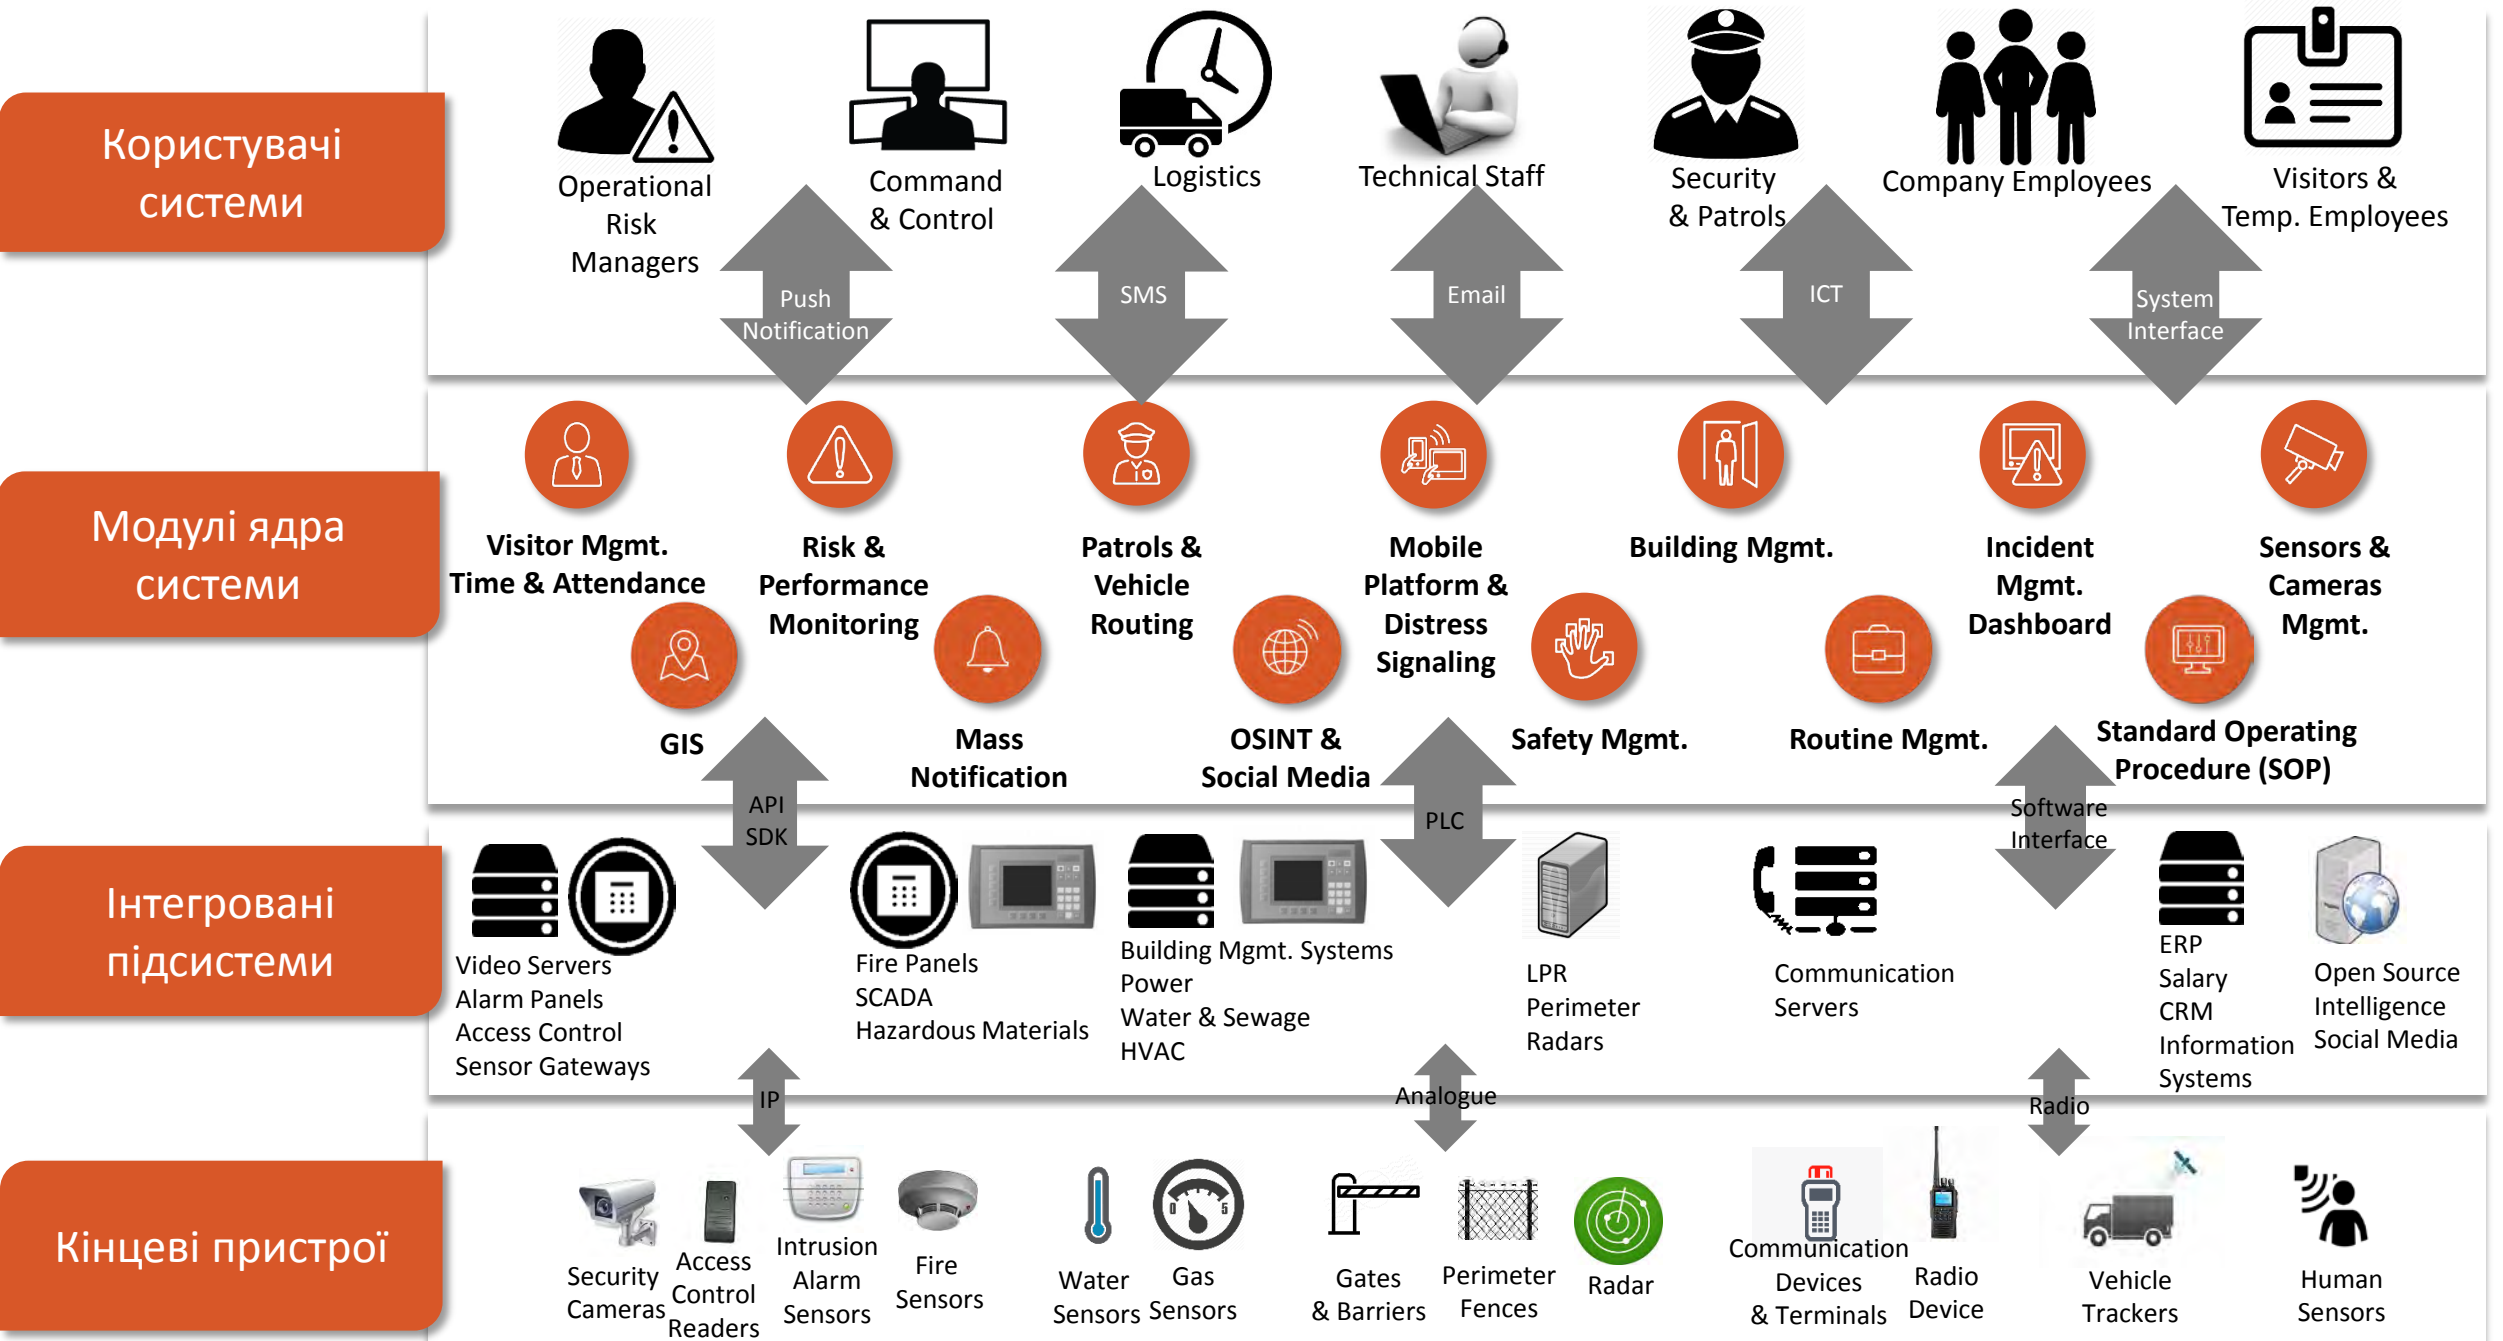 Користувачі
системи
Operational
Risk
Managers
Command
& Control
Logistics
Technical Staff
Security
& Patrols
Company Employees
Visitors &
Temp. Employees
Push
Notification
SMS
Email
ICT
System
Interface
Модулі ядра
системи
Visitor Mgmt.
Time & Attendance
Risk &
Performance
Monitoring
Patrols &
Vehicle
Routing
Mobile
Platform &
Distress
Signaling
Building Mgmt.
Incident
Mgmt.
Dashboard
Sensors &
Cameras
Mgmt.
GIS
Mass
Notification
OSINT &
Social Media
Safety Mgmt.
Routine Mgmt.
Standard Operating
Procedure (SOP)
API
SDK
PLC
Software
Interface
Інтегровані
підсистеми
Video Servers
Alarm Panels
Access Control
Sensor Gateways
Fire Panels
SCADA
Hazardous Materials
Building Mgmt. Systems
Power
Water & Sewage
HVAC
LPR
Perimeter
Radars
Communication
Servers
ERP
Salary
CRM
Information
Systems
Open Source
Intelligence
Social Media
IP
Analogue
Radio
Кінцеві пристрої
Security
Cameras
Access
Control
Readers
Intrusion
Alarm
Sensors
Fire
Sensors
Water
Sensors
0 5
Gas
Sensors
Gates
& Barriers
Perimeter
Fences
Radar
Communication
Devices
& Terminals
Radio
Device
Vehicle
Trackers
Human
Sensors